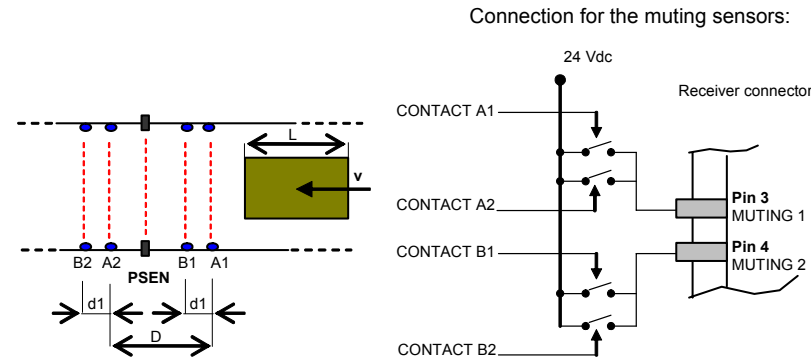 Connection for the muting sensors:
24 Vdc
Receiver connector
CONTACT A1
L
v
CONTACT A2
Pin 3
MUTING 1
B2 A2 B1 A1
PSEN
CONTACT B1
Pin 4
MUTING 2
d1 d1
D
CONTACT B2